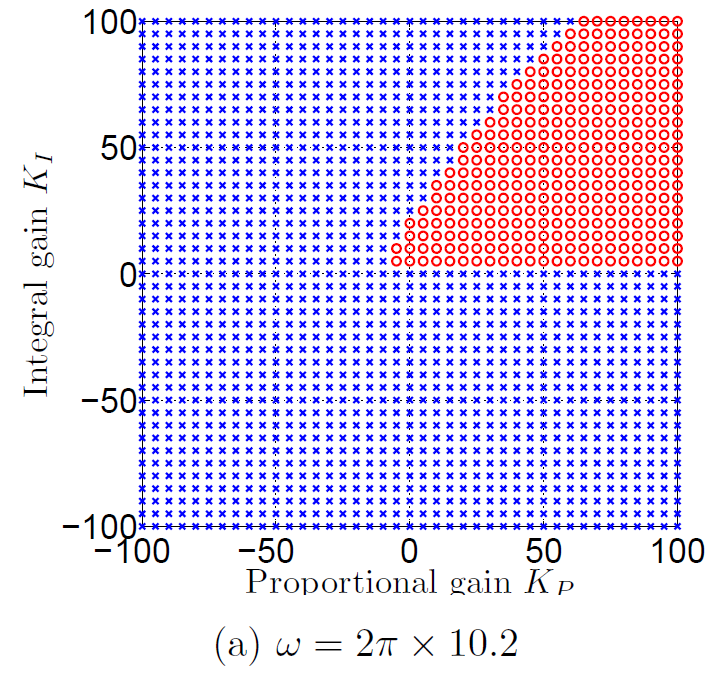 100
50
0
−50
−100
−100 −50 0 50 100
Integral gain K_I
Proportional gain K_P
(a) ω = 2π × 10.2